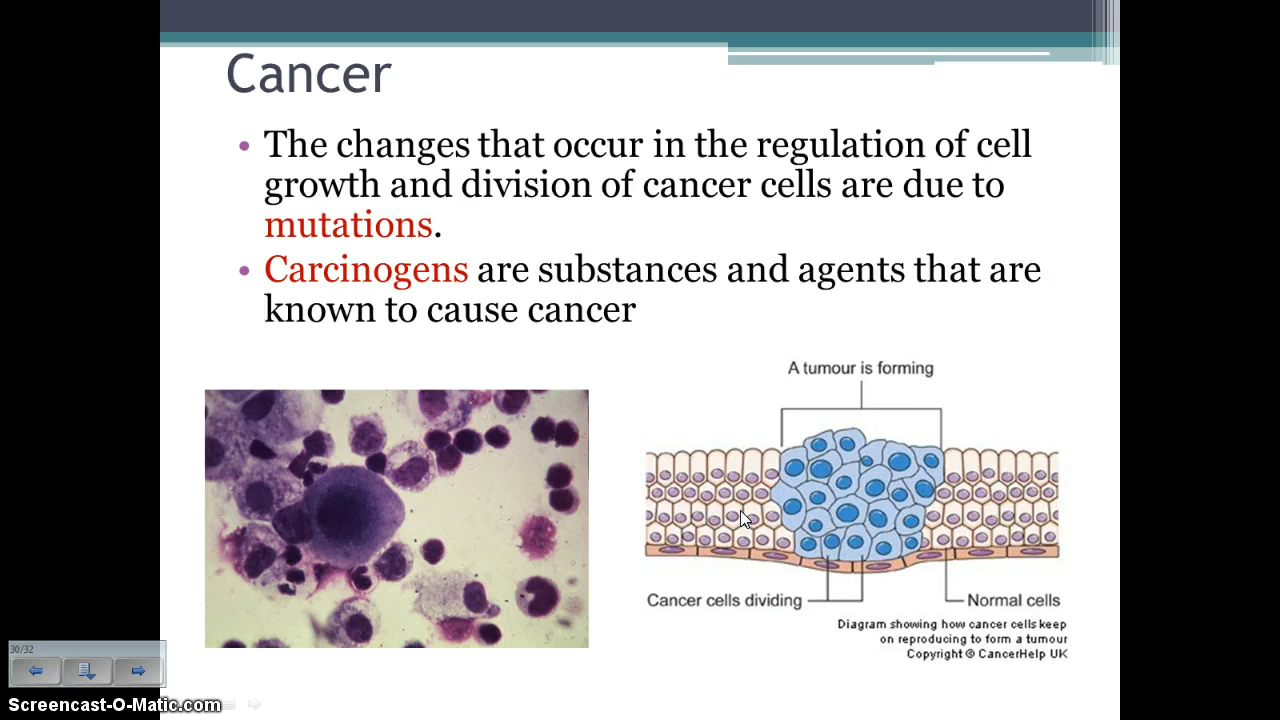 Cancer
• The changes that occur in the regulation of cell
growth and division of cancer cells are due to
mutations.
• Carcinogens are substances and agents that are
known to cause cancer
A tumour is forming
Cancer cells dividing
Normal cells
Diagram showing how cancer cells keep
on reproducing to form a tumour
Copyright © CancerHelp UK
30/32
Screencast-O-Matic.com